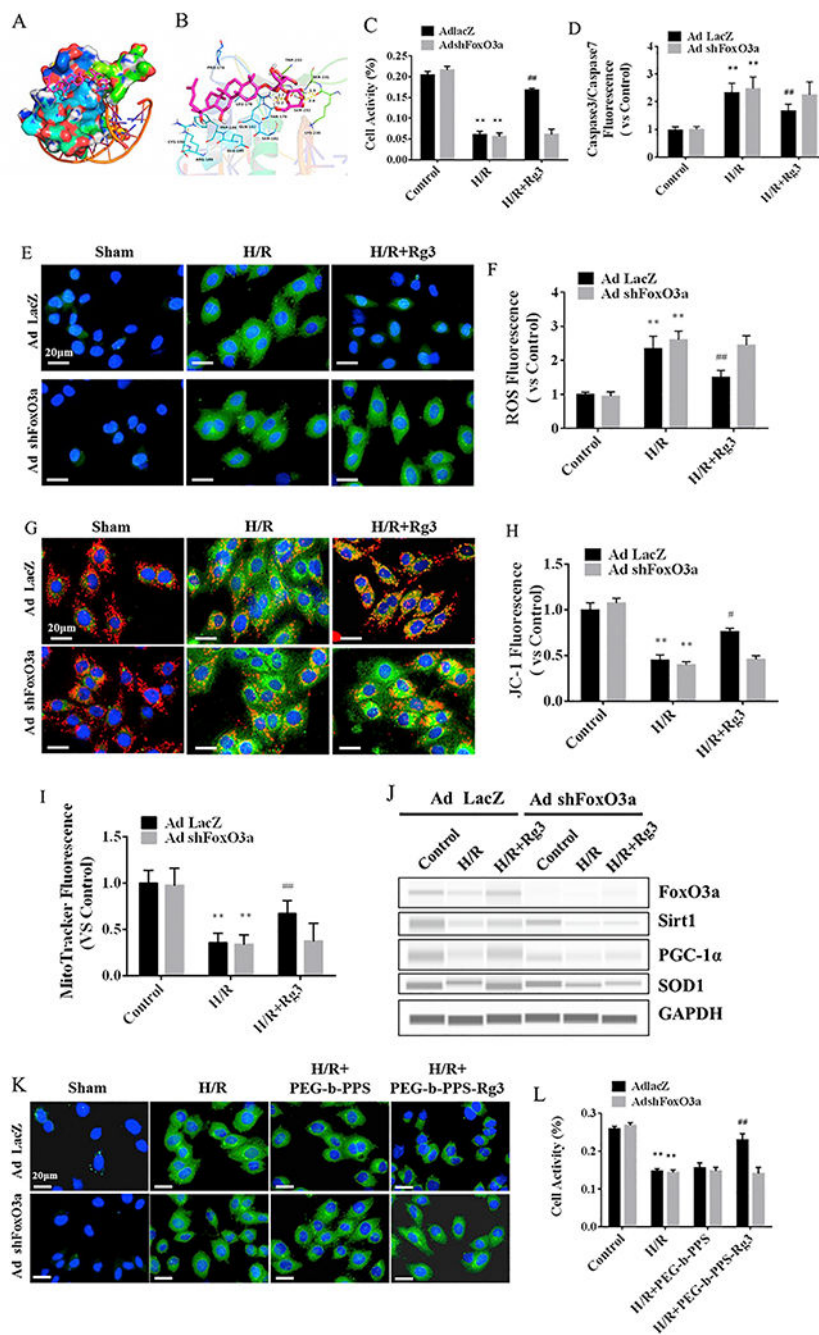 A
B
C
D
AdlacZ
AdshFoxO3a
Cell Activity (%)
0.25
0.20
0.15
0.10
0.05
0.00
**
**
##
Control
H/R
H/R+Rg3
Ad LacZ
Ad shFoxO3a
Caspase3/Caspase7
Fluorescence
( vs Control)
4
3
2
1
0
**
**
##
Control
H/R
H/R+Rg3
E
Sham
H/R
H/R+Rg3
Ad LacZ
20μm
Ad shFoxO3a
F
Ad LacZ
Ad shFoxO3a
ROS Fluorescence
( vs Control)
4
3
2
1
0
**
**
##
Control
H/R
H/R+Rg3
G
Sham
H/R
H/R+Rg3
Ad LacZ
20μm
Ad shFoxO3a
H
Ad LacZ
Ad shFoxO3a
JC-1 Fluorescence
( vs Control)
1.5
1.0
0.5
0.0
**
**
#
Control
H/R
H/R+Rg3
I
Ad LacZ
Ad shFoxO3a
MitoTracker Fluorescence
(VS Control)
1.5
1.0
0.5
0.0
**
**
##
Control
H/R
H/R+Rg3
J
Ad LacZ
Ad shFoxO3a
Control
H/R
H/R+Rg3
Control
H/R
H/R+Rg3
FoxO3a
Sirt1
PGC-1α
SOD1
GAPDH
K
Sham
H/R
H/R+
PEG-b-PPS
H/R+
PEG-b-PPS-Rg3
Ad LacZ
20μm
Ad shFoxO3a
L
AdlacZ
AdshFoxO3a
Cell Activity (%)
0.3
0.2
0.1
0.0
**
**
##
Control
H/R
H/R+PEG-b-PPS
H/R+PEG-b-PPS-Rg3